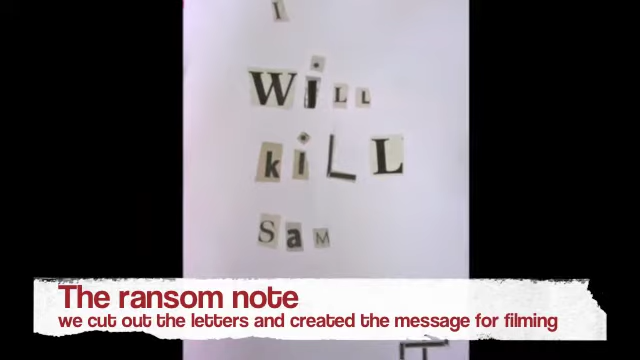 I
Will
kiLL
Sam
The ransom note
we cut out the letters and created the message for filming